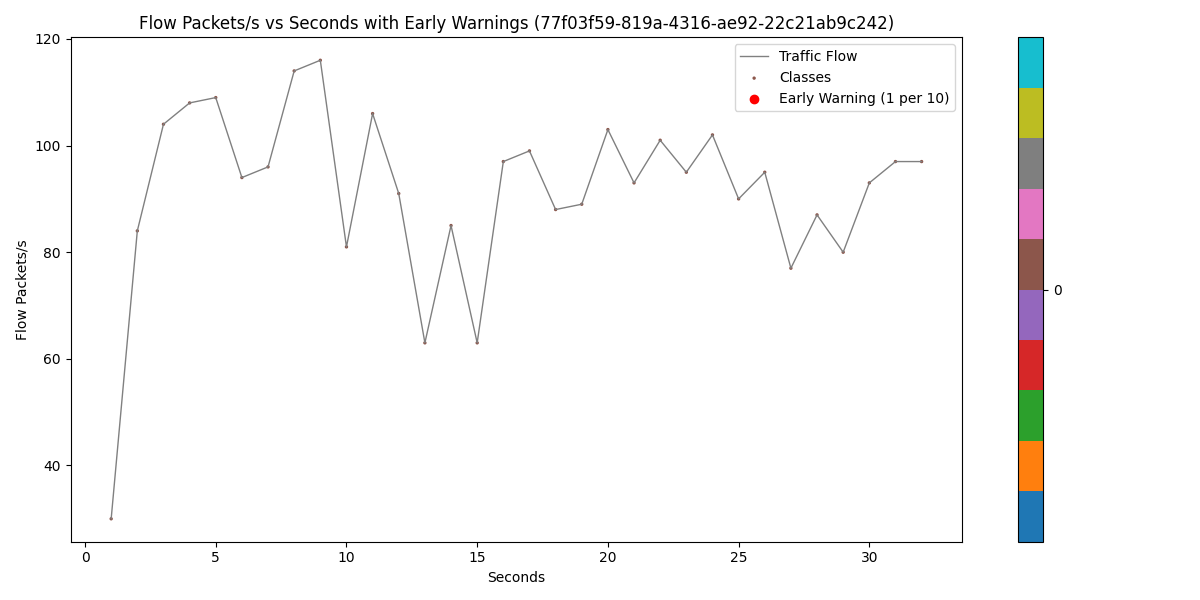 Flow Packets/s vs Seconds with Early Warnings (77f03f59-819a-4316-ae92-22c21ab9c242)
Traffic Flow
Classes
Early Warning (1 per 10)
Flow Packets/s
120
100
80
60
40
0 5 10 15 20 25 30
Seconds
0